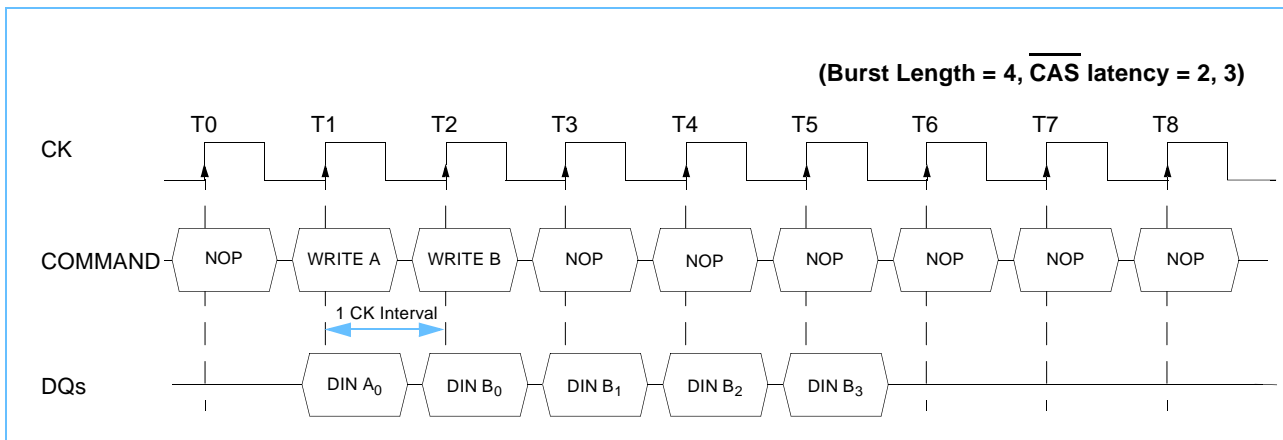 (Burst Length = 4, CAS latency = 2, 3)
T0 T1 T2 T3 T4 T5 T6 T7 T8
CK
COMMAND NOP WRITE A WRITE B NOP NOP NOP NOP NOP NOP
1 CK Interval
DQs DIN A0 DIN B0 DIN B1 DIN B2 DIN B3